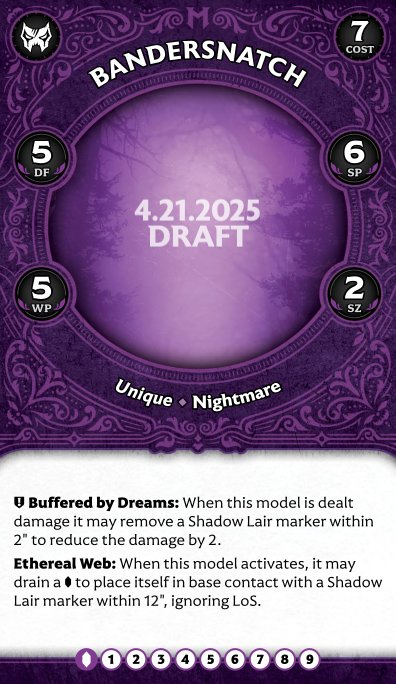 BANDERSNATCH
7
COST
5
DF
6
SP
4.21.2025
DRAFT
5
WP
2
SZ
Unique ◆ Nightmare
Buffered by Dreams: When this model is dealt
damage it may remove a Shadow Lair marker within
2" to reduce the damage by 2.
Ethereal Web: When this model activates, it may
drain a to place itself in base contact with a Shadow
Lair marker within 12", ignoring LoS.
1 2 3 4 5 6 7 8 9